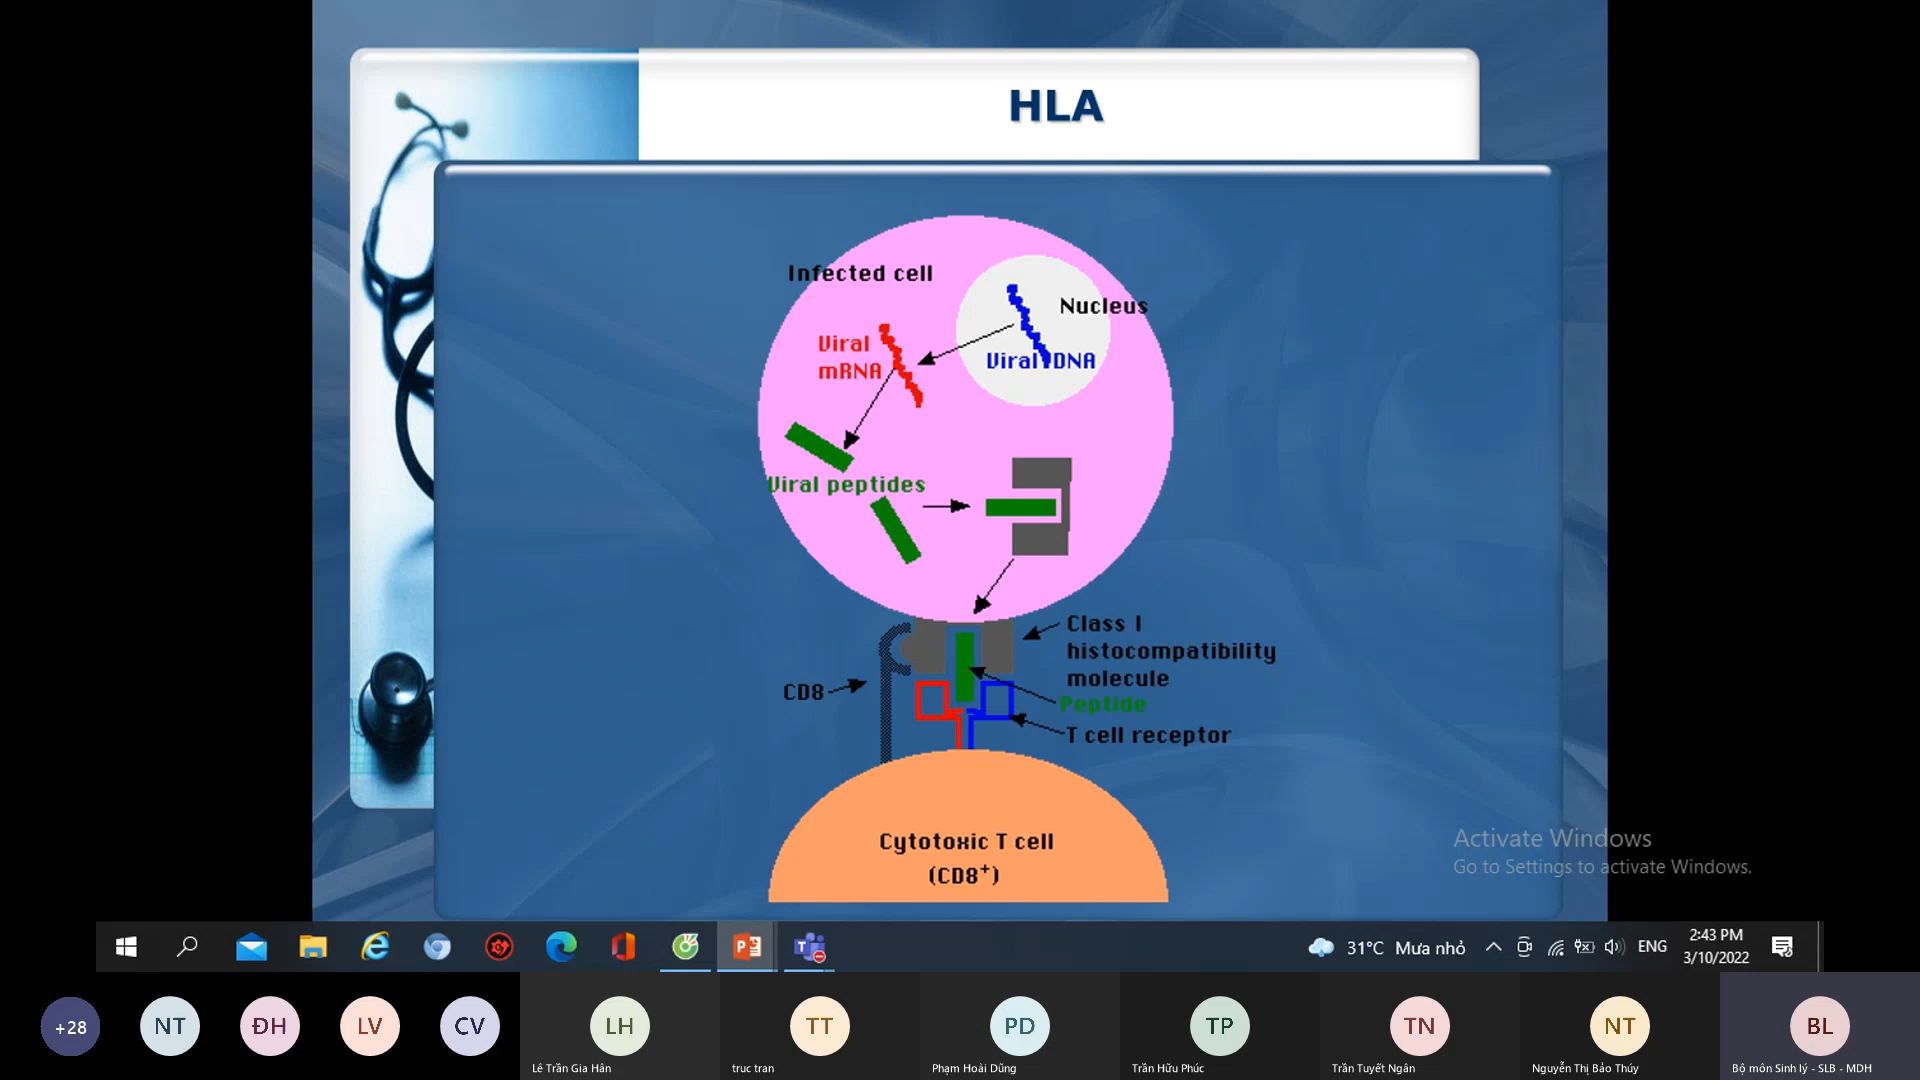 HLA
Infected cell
Nucleus
Viral
mRNA
Viral DNA
Viral peptides
Class I
histocompatibility
molecule
CD8
Peptide
T cell receptor
Cytotoxic T cell
(CD8⁺)
Activate Windows
Go to Settings to activate Windows.
31°C Mưa nhỏ
ENG
2:43 PM
3/10/2022
+28
NT
ĐH
LV
CV
LH
TT
PD
TP
TN
NT
BL
Lê Trần Gia Hân
truc tran
Phạm Hoài Dũng
Trần Hữu Phúc
Trần Tuyết Ngân
Nguyễn Thị Bảo Thúy
Bộ môn Sinh lý - SLB - MDH